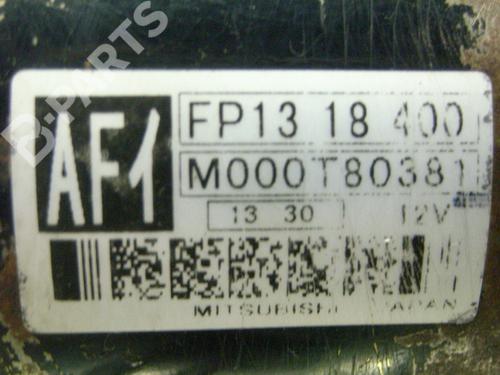 B-PARTS
AF1
FP13 18 400
M000T80381
13 30 12V
MITSUBISHI JAPAN